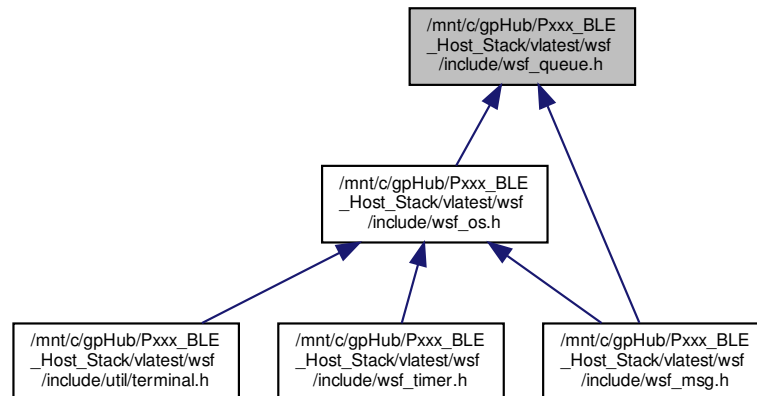 /mnt/c/gpHub/Pxxx_BLE
_Host_Stack/vlatest/wsf
/include/wsf_queue.h
/mnt/c/gpHub/Pxxx_BLE
_Host_Stack/vlatest/wsf
/include/wsf_os.h
/mnt/c/gpHub/Pxxx_BLE
_Host_Stack/vlatest/wsf
/include/util/terminal.h
/mnt/c/gpHub/Pxxx_BLE
_Host_Stack/vlatest/wsf
/include/wsf_timer.h
/mnt/c/gpHub/Pxxx_BLE
_Host_Stack/vlatest/wsf
/include/wsf_msg.h